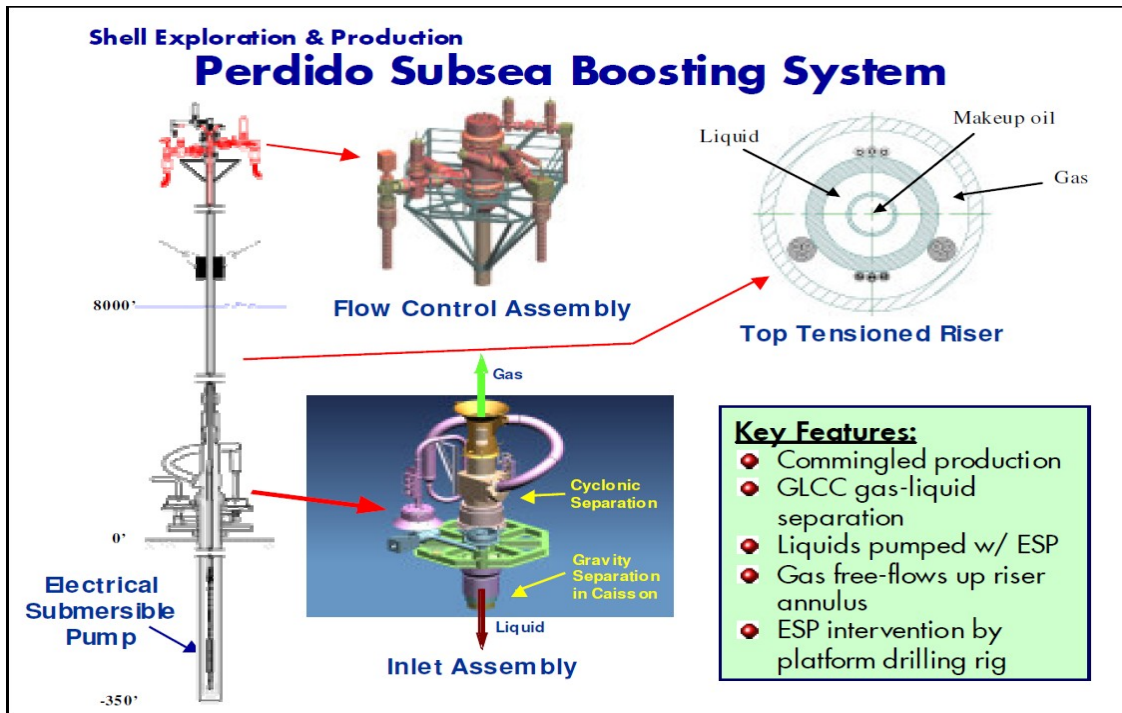 Shell Exploration & Production
Perdido Subsea Boosting System
Makeup oil
Liquid
Gas
8000'
Flow Control Assembly
Top Tensioned Riser
Gas
Cyclonic
Separation
0'
Gravity
Separation
in Caisson
Electrical
Submersible
Pump
Liquid
Inlet Assembly
-350'
Key Features:
Commingled production
GLCC gas-liquid
separation
Liquids pumped w/ ESP
Gas free-flows up riser
annulus
ESP intervention by
platform drilling rig